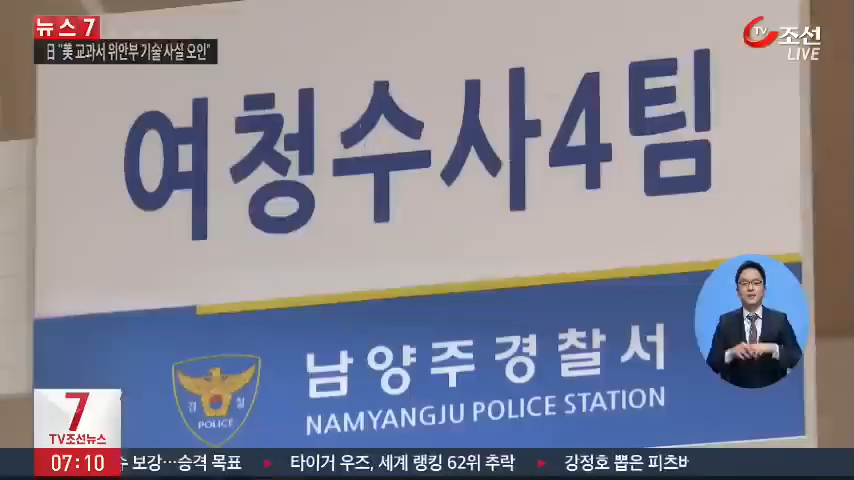 뉴스7
日 "美 교과서 위안부 기술 사실 오인"
TV조선
LIVE
여청수사4팀
남양주경찰서
NAMYANGJU POLICE STATION
경찰
POLICE
7
TV조선뉴스
07:10
보강…승격 목표 ▶ 타이거 우즈, 세계 랭킹 62위 추락 ▶ 강정호 뽑은